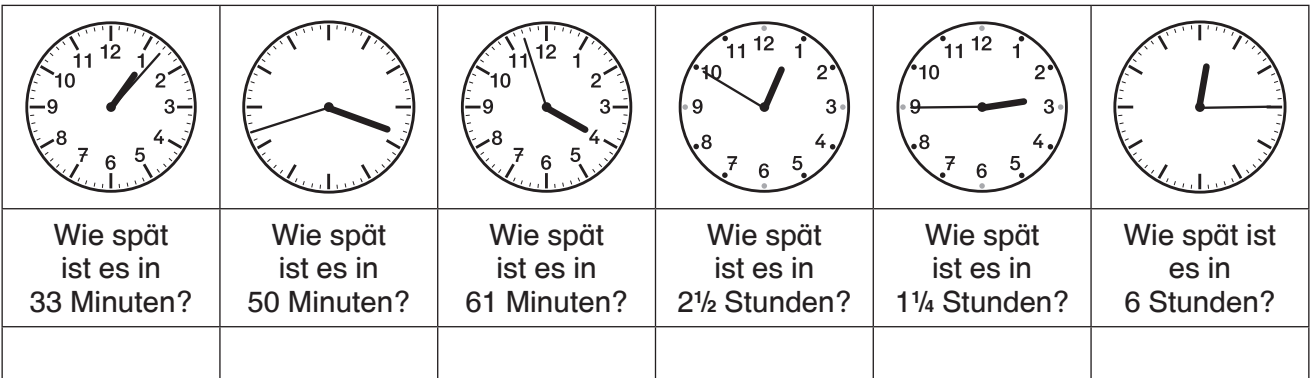 12 1 2 3 4 5 6 7 8 9 10 11
12 1 2 3 4 5 6 7 8 9 10 11
12 1 2 3 4 5 6 7 8 9 10 11
12 1 2 3 4 5 6 7 8 9 10 11
Wie spät
ist es in
33 Minuten?
Wie spät
ist es in
50 Minuten?
Wie spät
ist es in
61 Minuten?
Wie spät
ist es in
2½ Stunden?
Wie spät
ist es in
1¼ Stunden?
Wie spät ist
es in
6 Stunden?